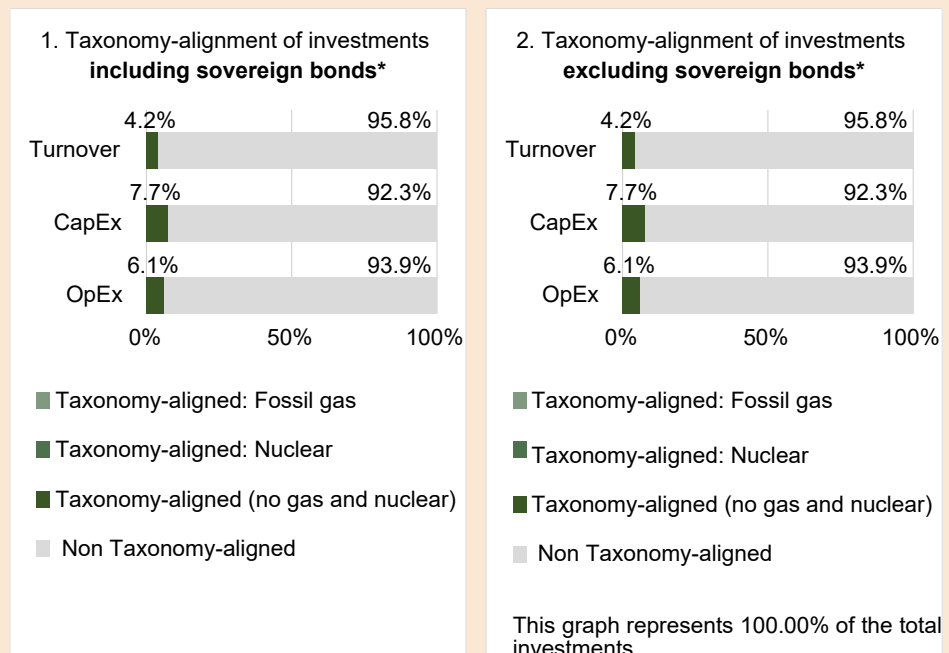 1. Taxonomy-alignment of investments
including sovereign bonds*
4.2% 95.8%
Turnover
7.7% 92.3%
CapEx
6.1% 93.9%
OpEx
0% 50% 100%
Taxonomy-aligned: Fossil gas
Taxonomy-aligned: Nuclear
Taxonomy-aligned (no gas and nuclear)
Non Taxonomy-aligned
2. Taxonomy-alignment of investments
excluding sovereign bonds*
4.2% 95.8%
Turnover
7.7% 92.3%
CapEx
6.1% 93.9%
OpEx
0% 50% 100%
Taxonomy-aligned: Fossil gas
Taxonomy-aligned: Nuclear
Taxonomy-aligned (no gas and nuclear)
Non Taxonomy-aligned
This graph represents 100.00% of the total
investments